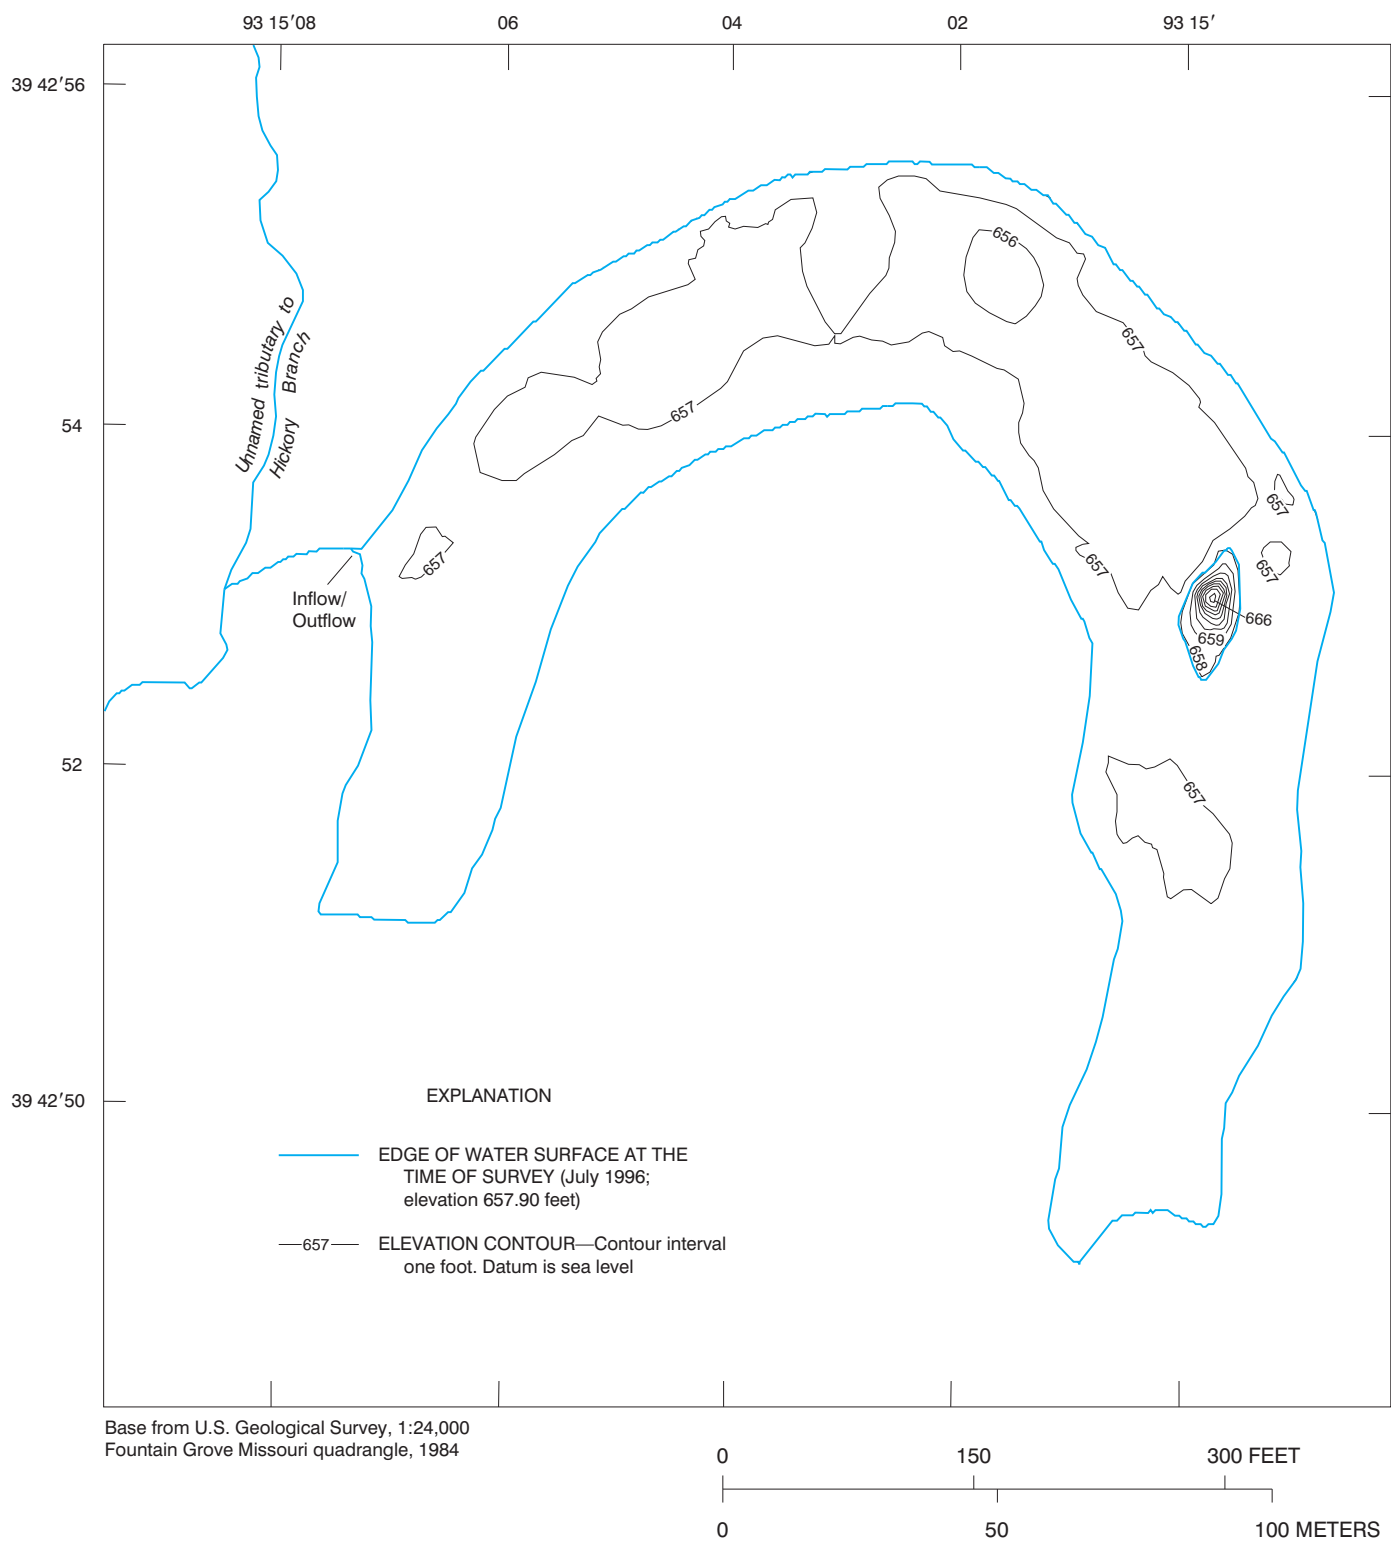 93 15′08
06
04
02
93 15′
39 42′56
656
657
Unnamed tributary to
Hickory Branch
54
657
657
657
657
657
Inflow/
Outflow
666
659
658
52
657
39 42′50
EXPLANATION
EDGE OF WATER SURFACE AT THE
TIME OF SURVEY (July 1996;
elevation 657.90 feet)
657
ELEVATION CONTOUR—Contour interval
one foot. Datum is sea level
Base from U.S. Geological Survey, 1:24,000
Fountain Grove Missouri quadrangle, 1984
0 150 300 FEET
0 50 100 METERS